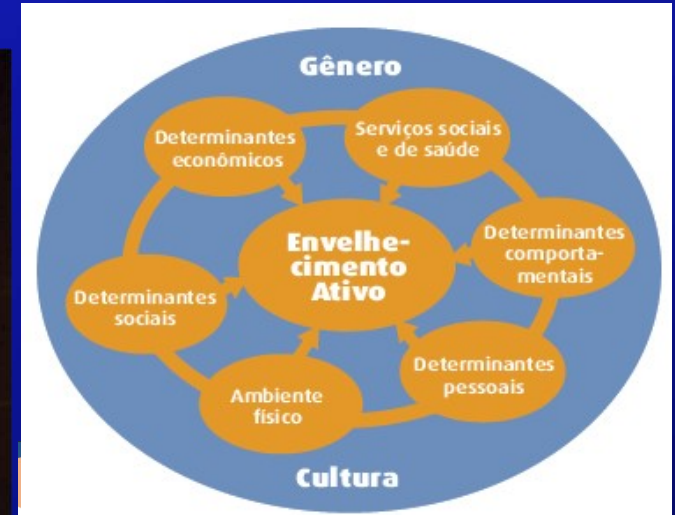 Gênero
Determinantes
econômicos
Serviços sociais
e de saúde
Envelhe-
cimento
Ativo
Determinantes
comporta-
mentais
Determinantes
sociais
Determinantes
pessoais
Ambiente
físico
Cultura